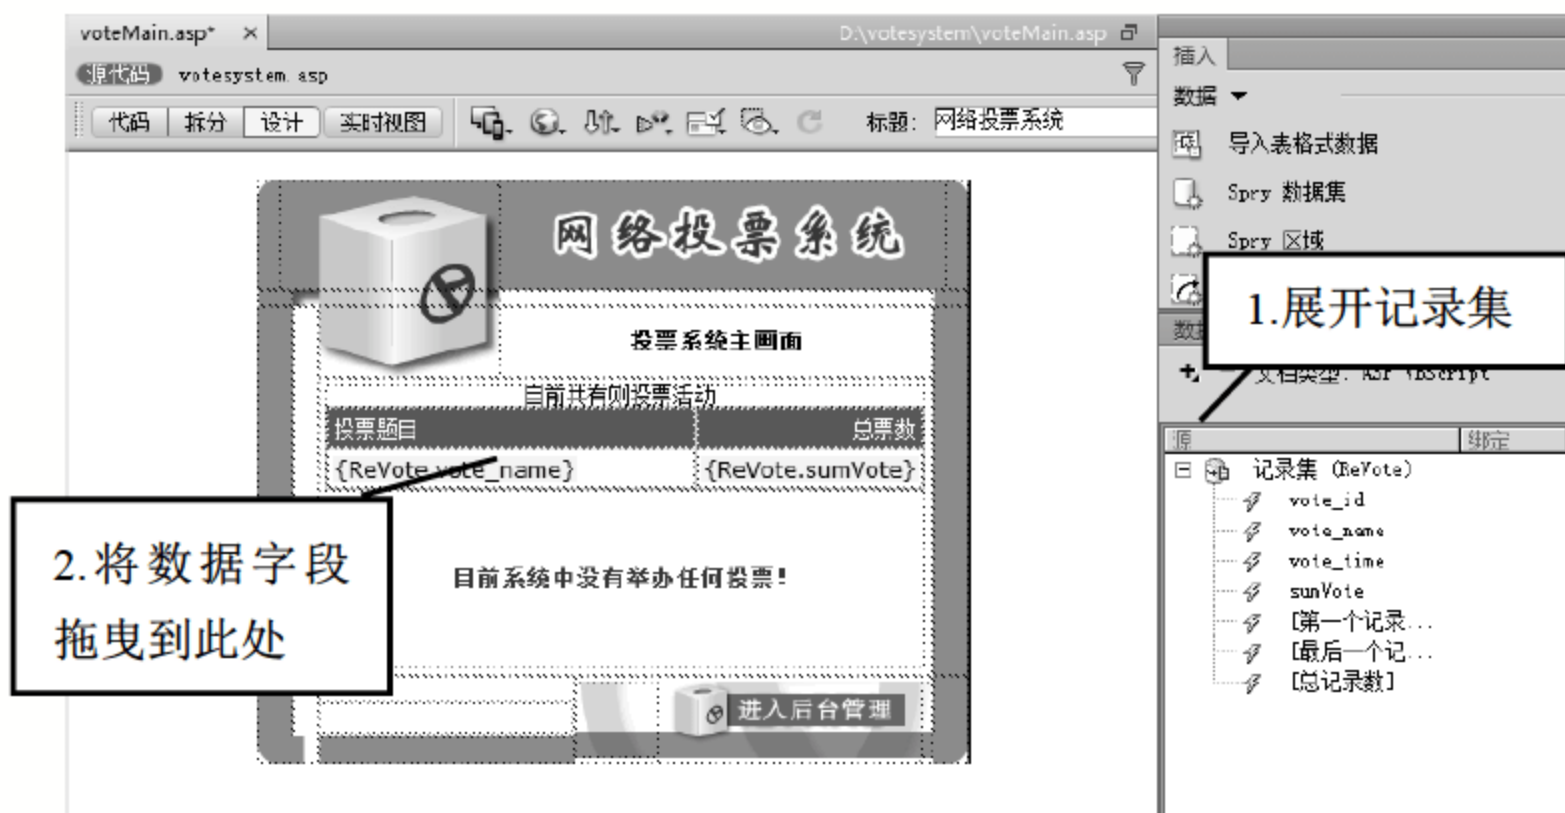 voteMain.asp* ×
D:\votesystem\voteMain.asp
源代码 votesystem.asp
代码 拆分 设计 实时视图
标题: 网络投票系统
网络投票系统
投票系统主画面
目前共有则投票活动
投票题目 总票数
{ReVote.vote_name} {ReVote.sumVote}
目前系统中没有举办任何投票!
进入后台管理
2.将数据字段
拖曳到此处
插入
数据
导入表格式数据
Spry 数据集
Spry 区域
1.展开记录集
文档类型: ASP VBScript
源 绑定
记录集 (ReVote)
vote_id
vote_name
vote_time
sumVote
[第一个记录...
[最后一个记...
[总记录数]